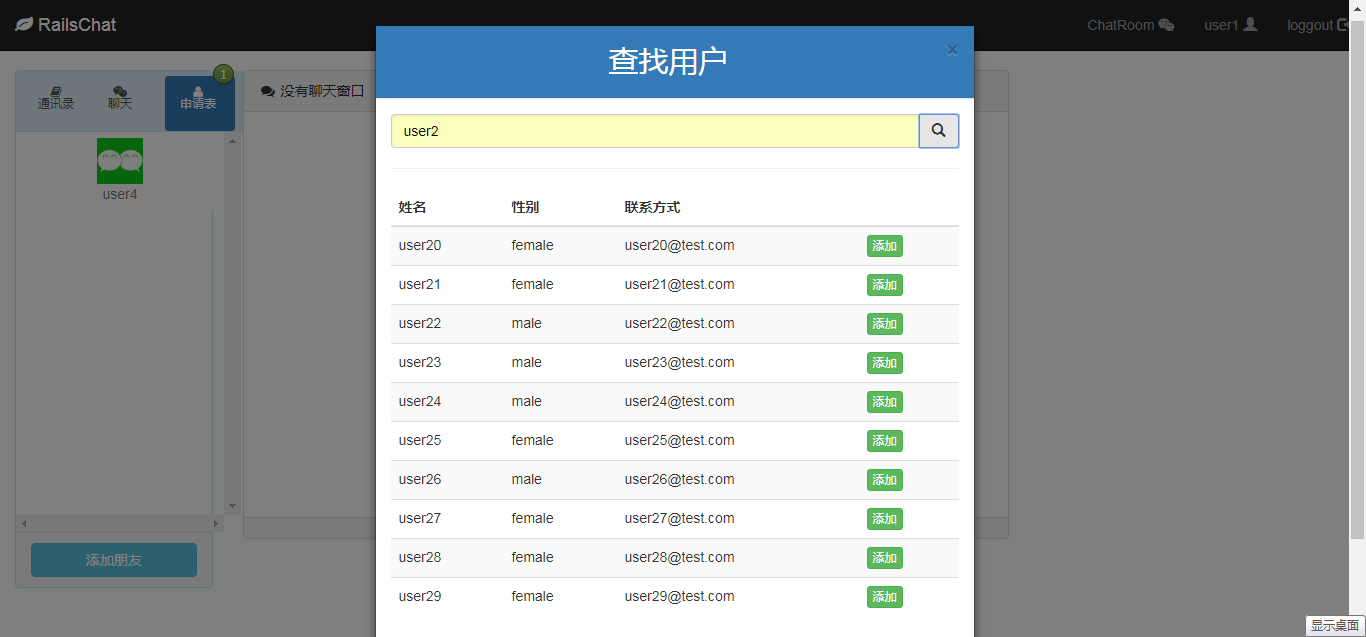 RailsChat
ChatRoom
user1
loggout
通讯录
聊天
申请表
1
user4
添加朋友
没有聊天窗口
查找用户
×
user2
姓名 性别 联系方式
user20 female user20@test.com 添加
user21 female user21@test.com 添加
user22 male user22@test.com 添加
user23 male user23@test.com 添加
user24 male user24@test.com 添加
user25 female user25@test.com 添加
user26 male user26@test.com 添加
user27 female user27@test.com 添加
user28 female user28@test.com 添加
user29 female user29@test.com 添加
显示桌面